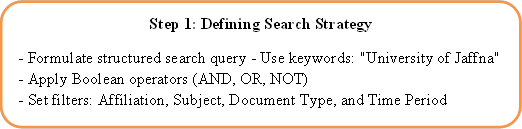 Step 1: Defining Search Strategy
- Formulate structured search query - Use keywords: "University of Jaffna"
- Apply Boolean operators (AND, OR, NOT)
- Set filters: Affiliation, Subject, Document Type, and Time Period